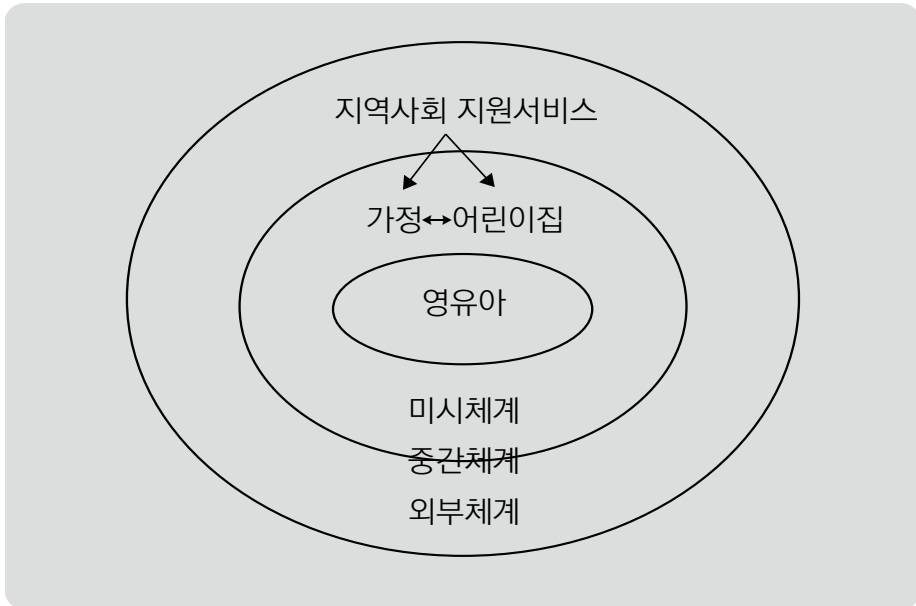 지역사회 지원서비스
가정↔어린이집
영유아
미시체계
중간체계
외부체계